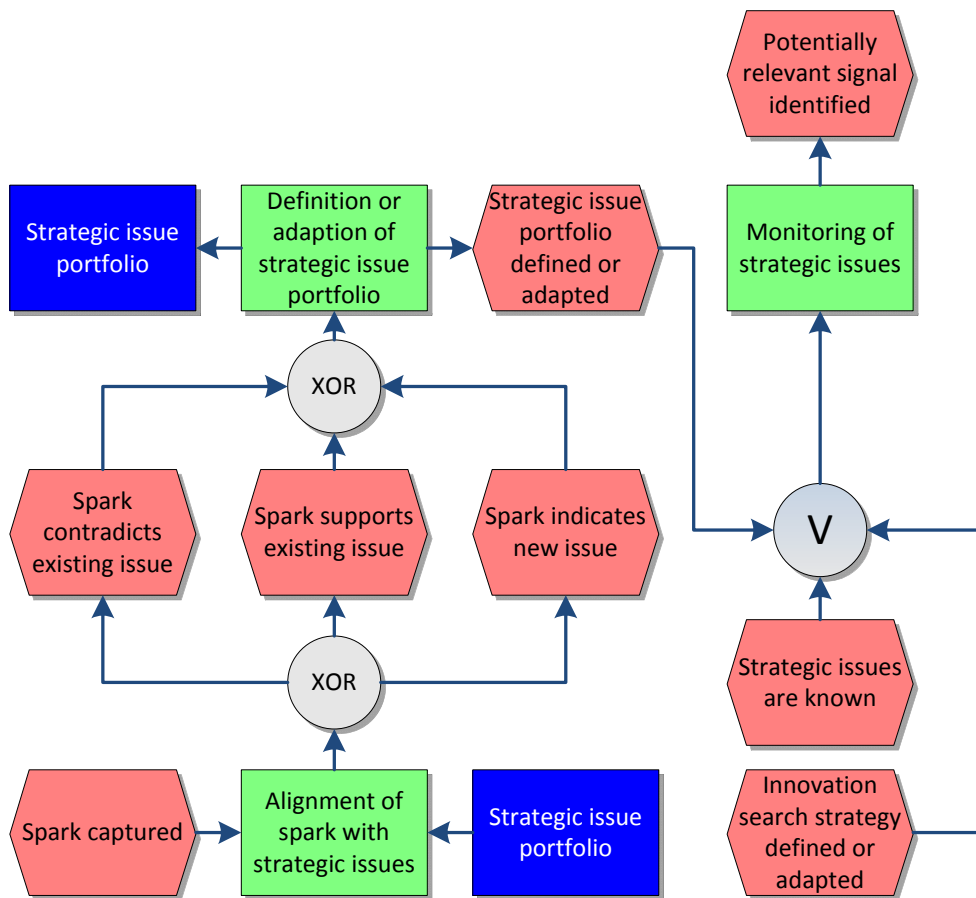 Potentially
relevant signal
identified
Strategic issue
portfolio
Definition or
adaption of
strategic issue
portfolio
Strategic issue
portfolio
defined or
adapted
Monitoring of
strategic issues
XOR
Spark
contradicts
existing issue
Spark supports
existing issue
Spark indicates
new issue
V
XOR
Strategic issues
are known
Spark captured
Alignment of
spark with
strategic issues
Strategic issue
portfolio
Innovation
search strategy
defined or
adapted